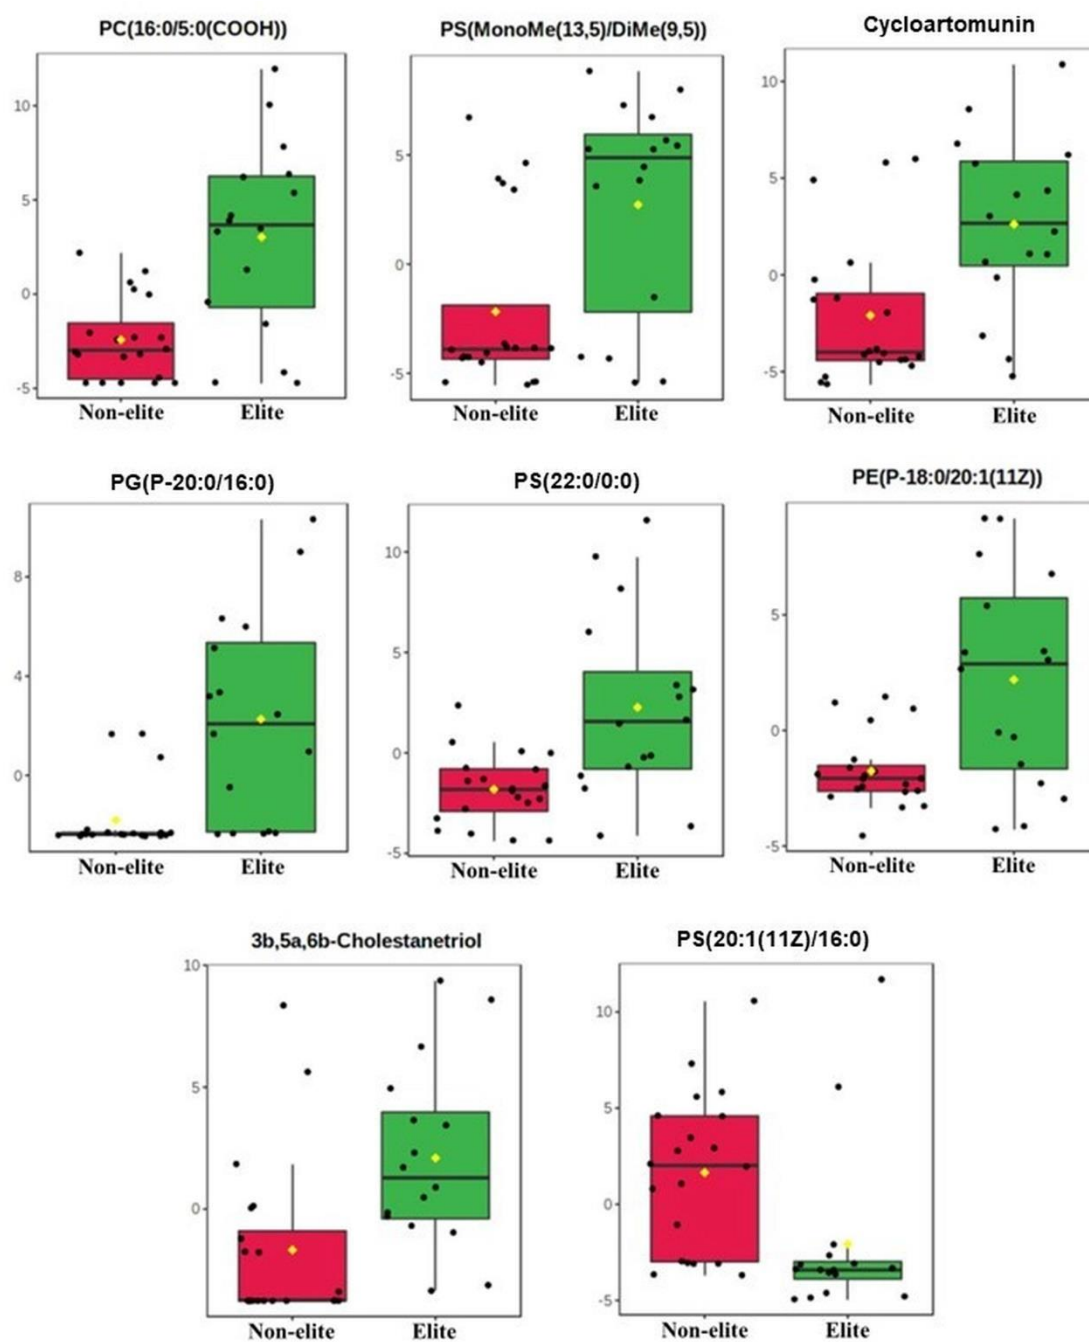 PC(16:0/5:0(COOH))
PS(MonoMe(13,5)/DiMe(9,5))
Cycloartomunin
10
5
0
-5
Non-elite
Elite
5
0
-5
Non-elite
Elite
10
5
0
-5
Non-elite
Elite
PG(P-20:0/16:0)
PS(22:0/0:0)
PE(P-18:0/20:1(11Z))
8
4
0
Non-elite
Elite
10
5
0
-5
Non-elite
Elite
5
0
-5
Non-elite
Elite
3b,5a,6b-Cholestanetriol
PS(20:1(11Z)/16:0)
10
5
0
Non-elite
Elite
10
5
0
-5
Non-elite
Elite